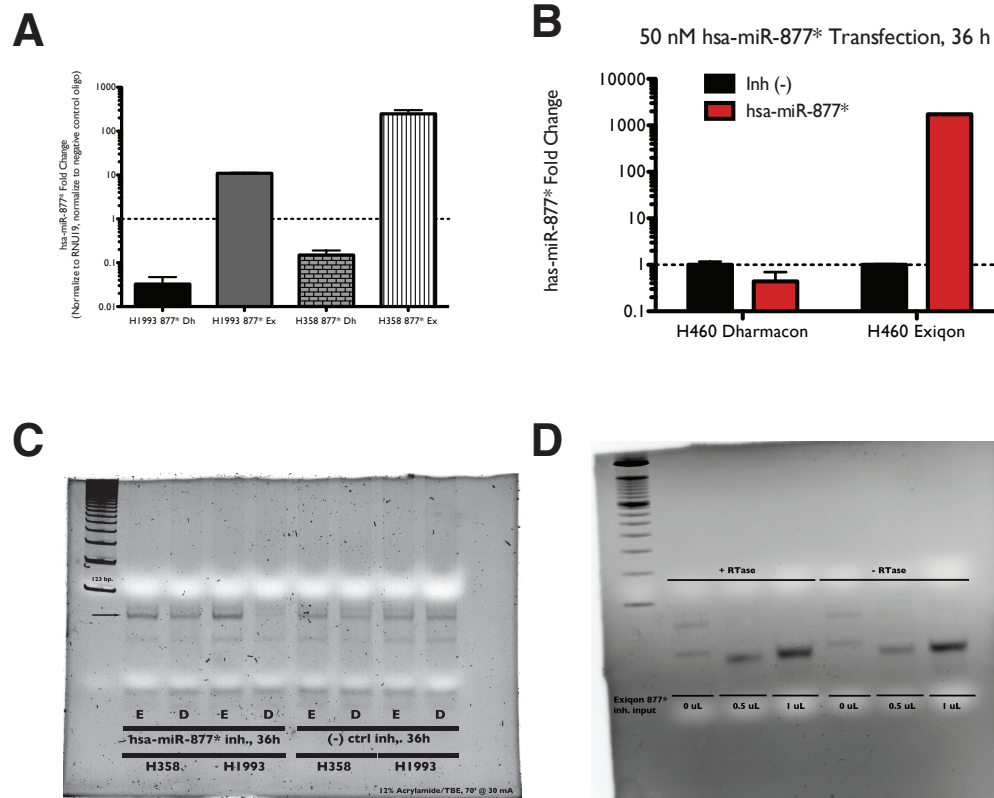 A
hsa-miR-877* Fold Change
(Normalize to RNU19, normalize to negative control oligo)
1000
100
10
1
0.1
0.01
H1993 877* Dh
H1993 877* Ex
H358 877* Dh
H358 877* Ex
B
50 nM hsa-miR-877* Transfection, 36 h
has-miR-877* Fold Change
10000
1000
100
10
1
0.1
Inh (-)
hsa-miR-877*
H460 Dharmacon
H460 Exiqon
C
123 bp.
E D E D E D E D
hsa-miR-877* inh., 36h
(-) ctrl inh,. 36h
H358 H1993 H358 H1993
12% Acrylamide/TBE, 70' @ 30 mA
D
+ RTase
- RTase
Exiqon 877*
inh. input
0 uL 0.5 uL 1 uL 0 uL 0.5 uL 1 uL